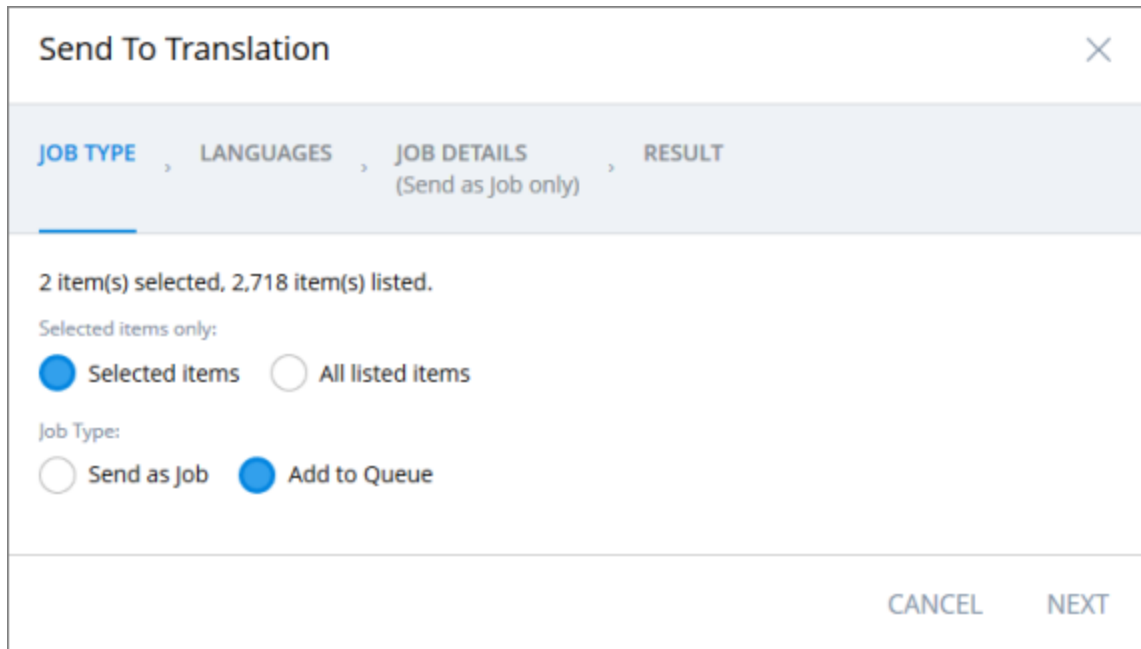 Send To Translation
JOB TYPE › LANGUAGES › JOB DETAILS › RESULT
(Send as Job only)
2 item(s) selected, 2,718 item(s) listed.
Selected items only:
Selected items All listed items
Job Type:
Send as Job Add to Queue
CANCEL NEXT